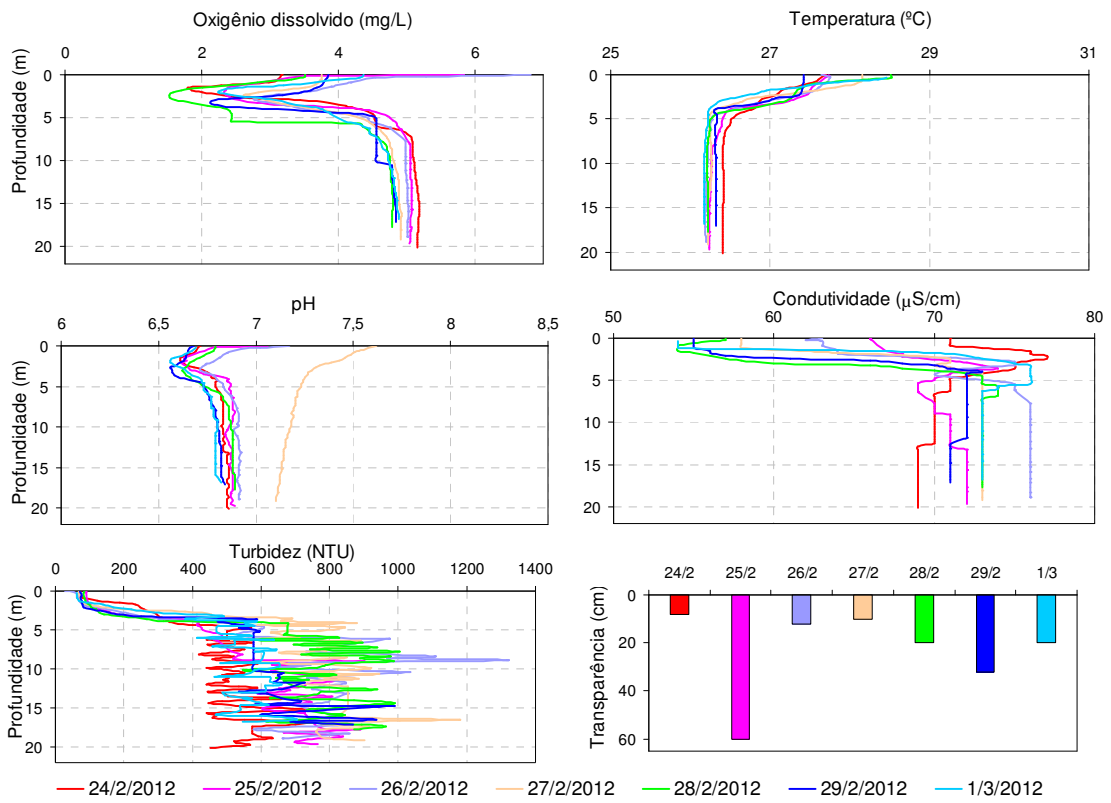 Oxigênio dissolvido (mg/L)
0 2 4 6
Profundidade (m)
0
5
10
15
20
Temperatura (ºC)
25 27 29 31
Profundidade (m)
0
5
10
15
20
pH
6 6,5 7 7,5 8 8,5
Profundidade (m)
0
5
10
15
20
Condutividade (µS/cm)
50 60 70 80
Profundidade (m)
0
5
10
15
20
Turbidez (NTU)
0 200 400 600 800 1000 1200 1400
Profundidade (m)
0
5
10
15
20
24/2 25/2 26/2 27/2 28/2 29/2 1/3
Transparência (cm)
0
20
40
60
24/2/2012 25/2/2012 26/2/2012 27/2/2012 28/2/2012 29/2/2012 1/3/2012